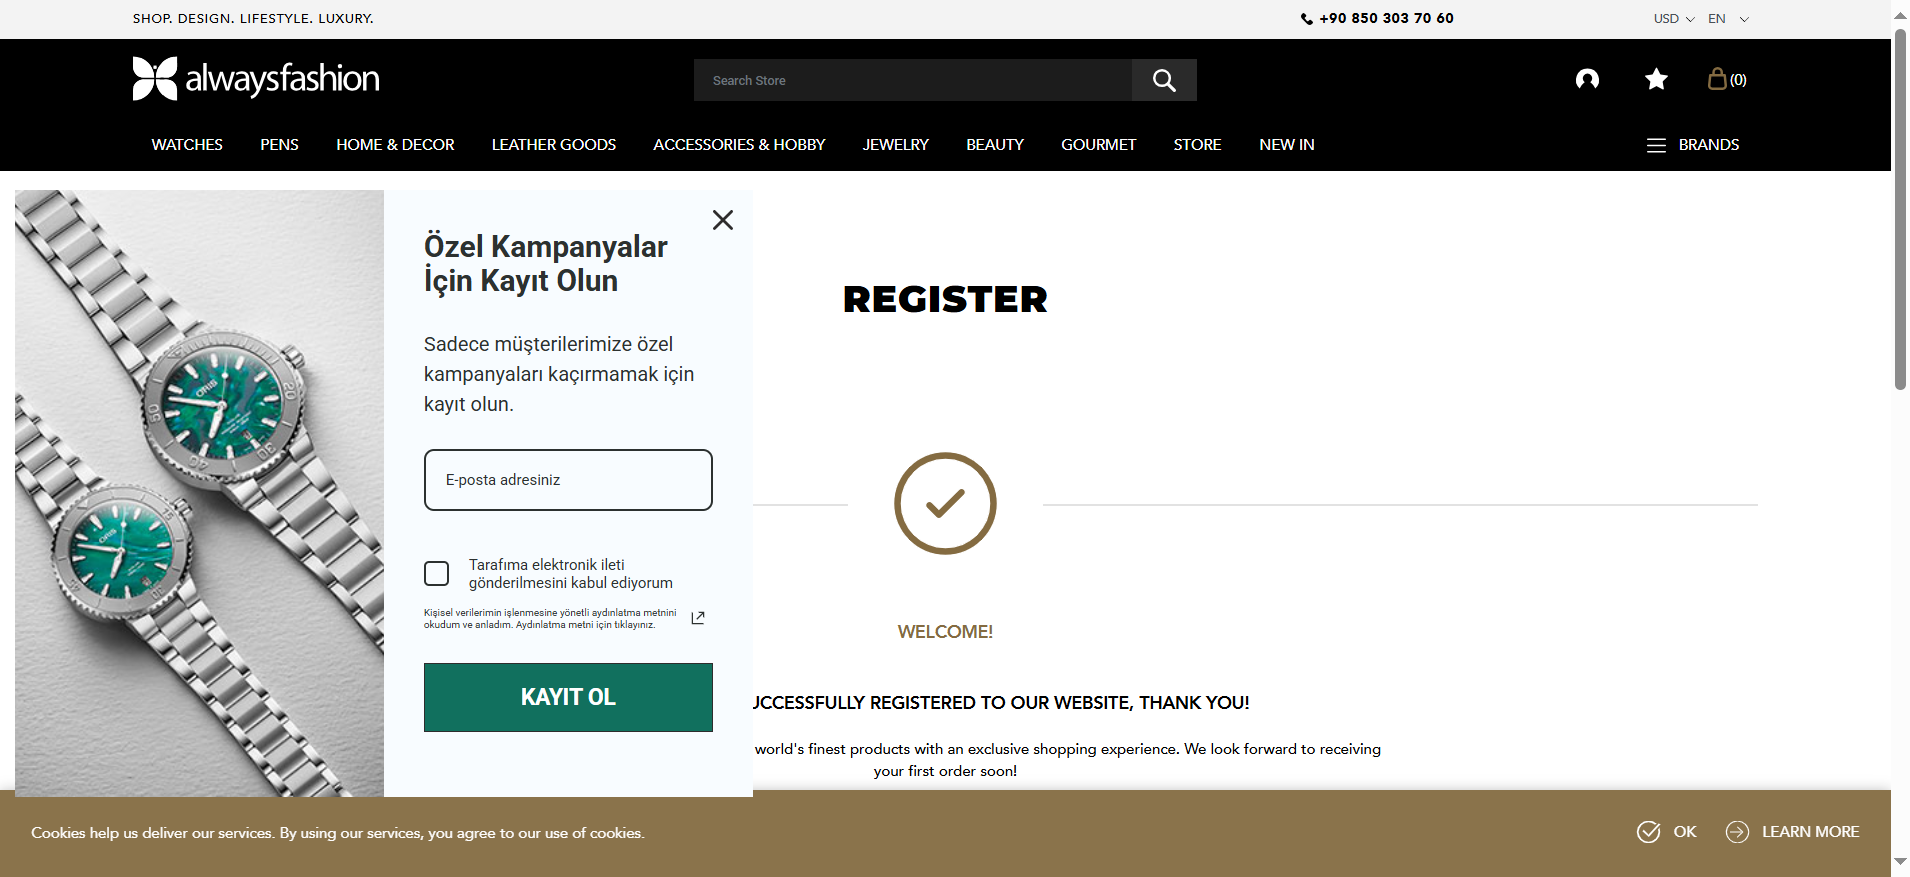 SHOP. DESIGN. LIFESTYLE. LUXURY.
+90 850 303 70 60
USD
EN
alwaysfashion
Search Store
(0)
WATCHES
PENS
HOME & DECOR
LEATHER GOODS
ACCESSORIES & HOBBY
JEWELRY
BEAUTY
GOURMET
STORE
NEW IN
BRANDS
Özel Kampanyalar
İçin Kayıt Olun
Sadece müşterilerimize özel
kampanyaları kaçırmamak için
kayıt olun.
E-posta adresiniz
Tarafıma elektronik ileti
gönderilmesini kabul ediyorum
Kişisel verilerimin işlenmesine yönetli aydınlatma metnini
okudum ve anladım. Aydınlatma metni için tıklayınız.
KAYIT OL
ORIS
ORIS
REGISTER
WELCOME!
UCCESSFULLY REGISTERED TO OUR WEBSITE, THANK YOU!
world's finest products with an exclusive shopping experience. We look forward to receiving
your first order soon!
Cookies help us deliver our services. By using our services, you agree to our use of cookies.
OK
LEARN MORE